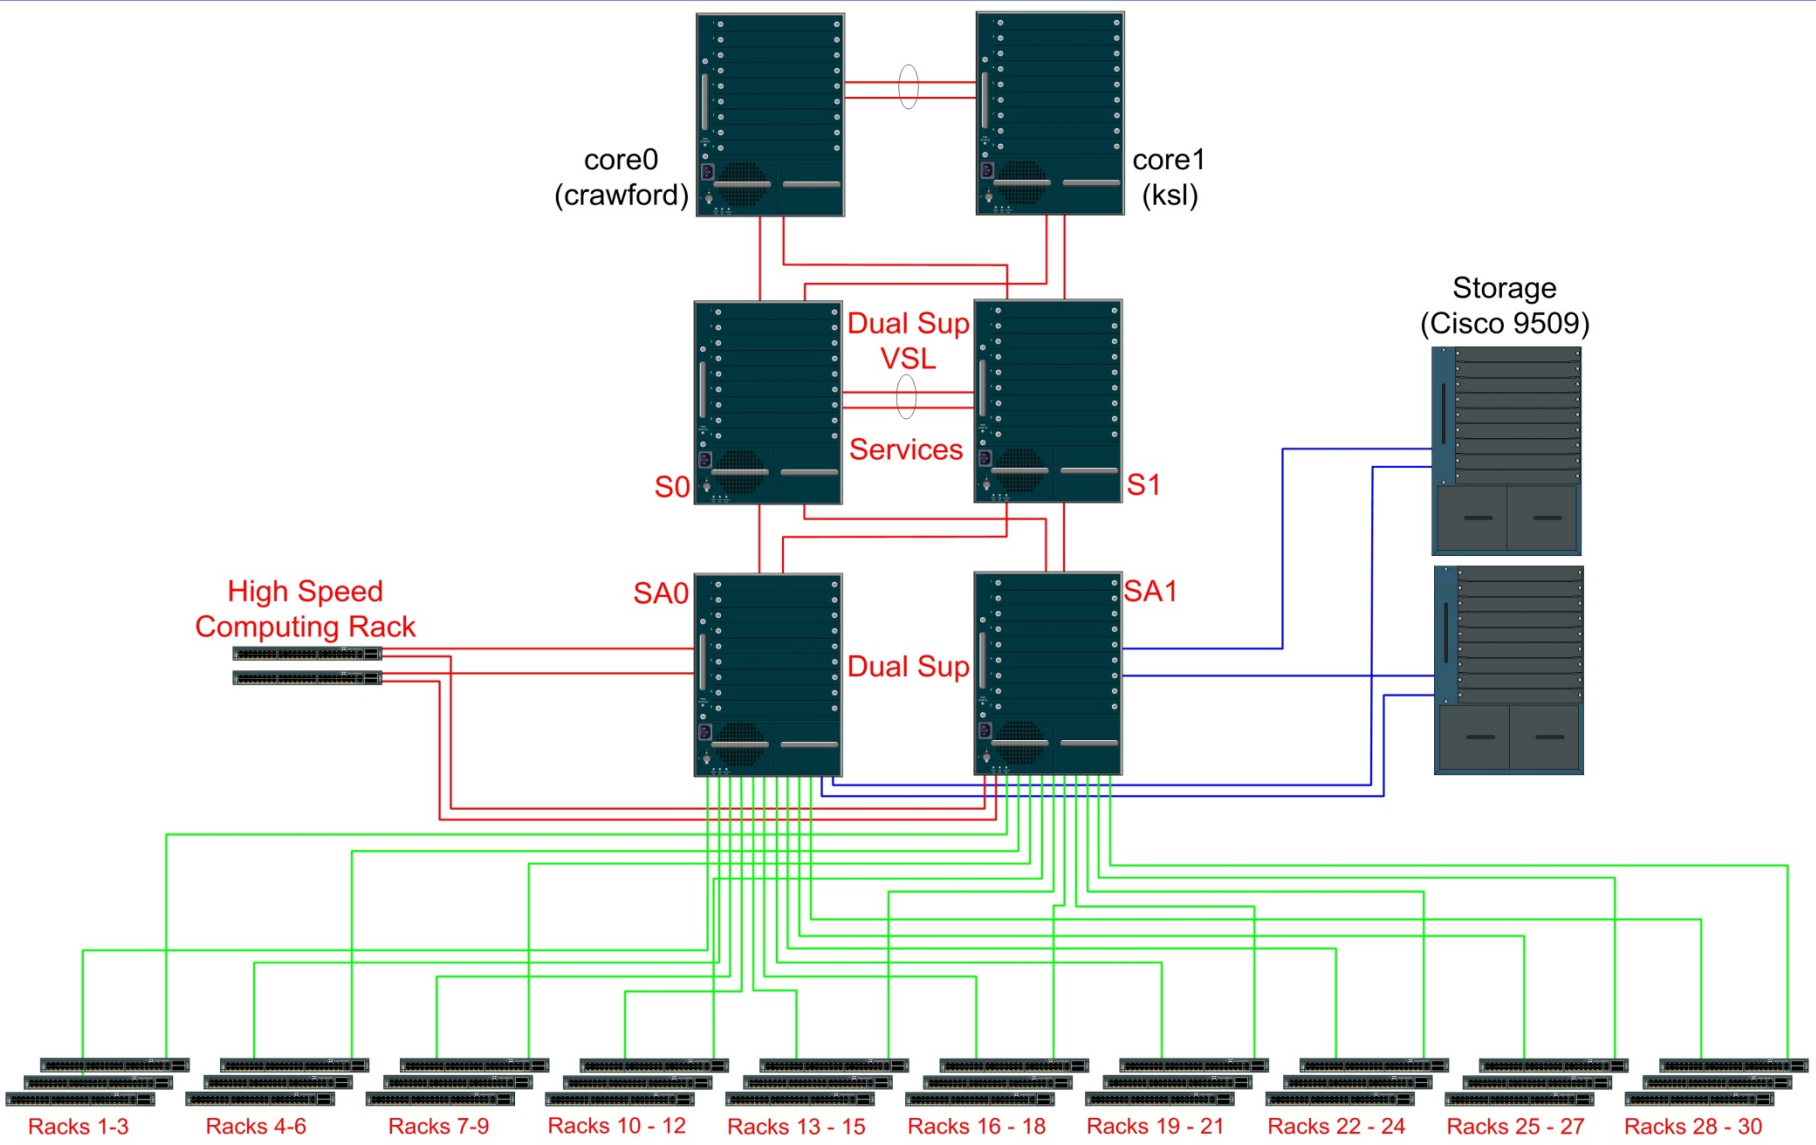 core0
(crawford)
core1
(ksl)
Storage
(Cisco 9509)
Dual Sup
VSL
Services
S0
S1
High Speed
Computing Rack
SA0
SA1
Dual Sup
Racks 1-3
Racks 4-6
Racks 7-9
Racks 10 - 12
Racks 13 - 15
Racks 16 - 18
Racks 19 - 21
Racks 22 - 24
Racks 25 - 27
Racks 28 - 30